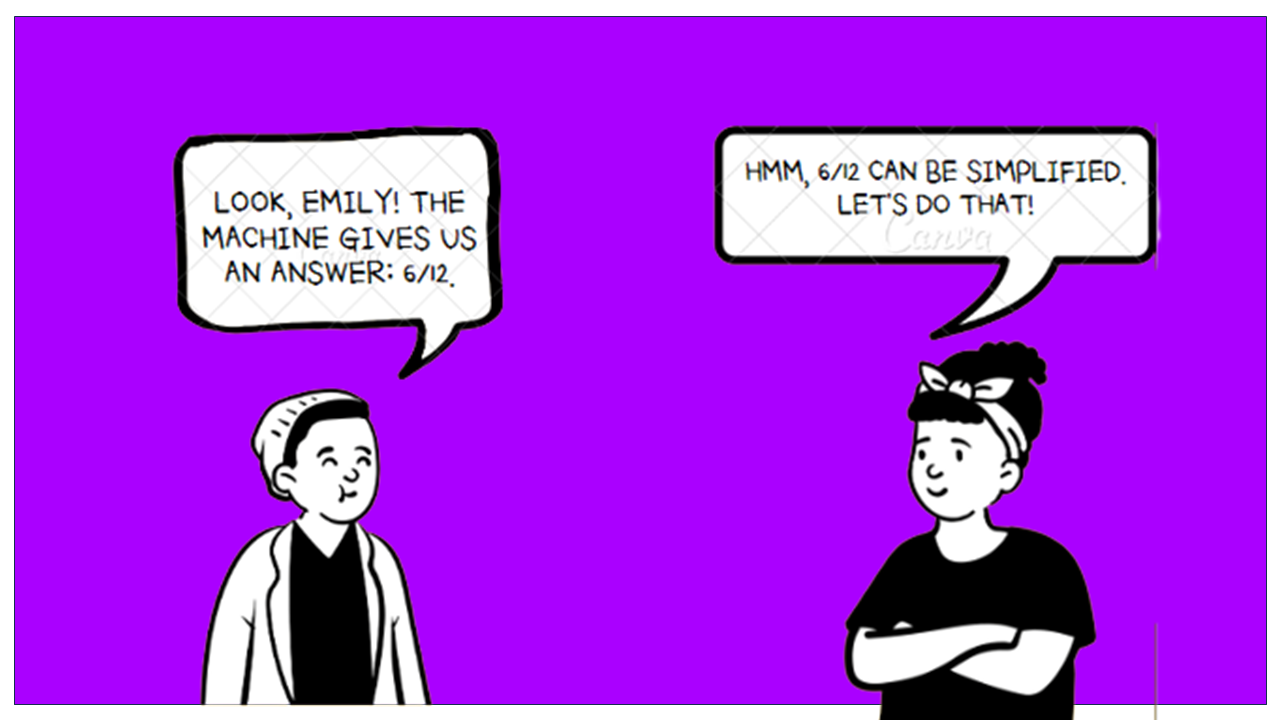 LOOK, EMILY! THE
MACHINE GIVES US
AN ANSWER: 6/12.
HMM, 6/12 CAN BE SIMPLIFIED.
LET'S DO THAT!
Canva